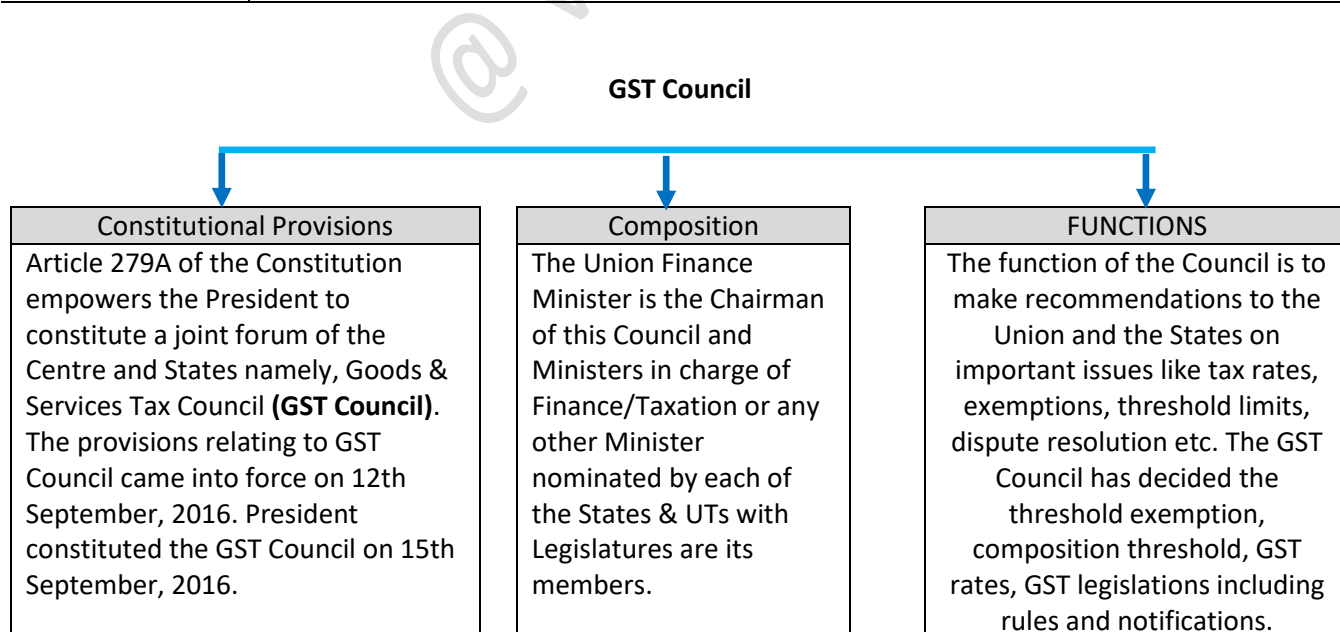 GST Council
Constitutional Provisions
Article 279A of the Constitution
empowers the President to
constitute a joint forum of the
Centre and States namely, Goods &
Services Tax Council (GST Council).
The provisions relating to GST
Council came into force on 12th
September, 2016. President
constituted the GST Council on 15th
September, 2016.
Composition
The Union Finance
Minister is the Chairman
of this Council and
Ministers in charge of
Finance/Taxation or any
other Minister
nominated by each of
the States & UTs with
Legislatures are its
members.
FUNCTIONS
The function of the Council is to
make recommendations to the
Union and the States on
important issues like tax rates,
exemptions, threshold limits,
dispute resolution etc. The GST
Council has decided the
threshold exemption,
composition threshold, GST
rates, GST legislations including
rules and notifications.
@